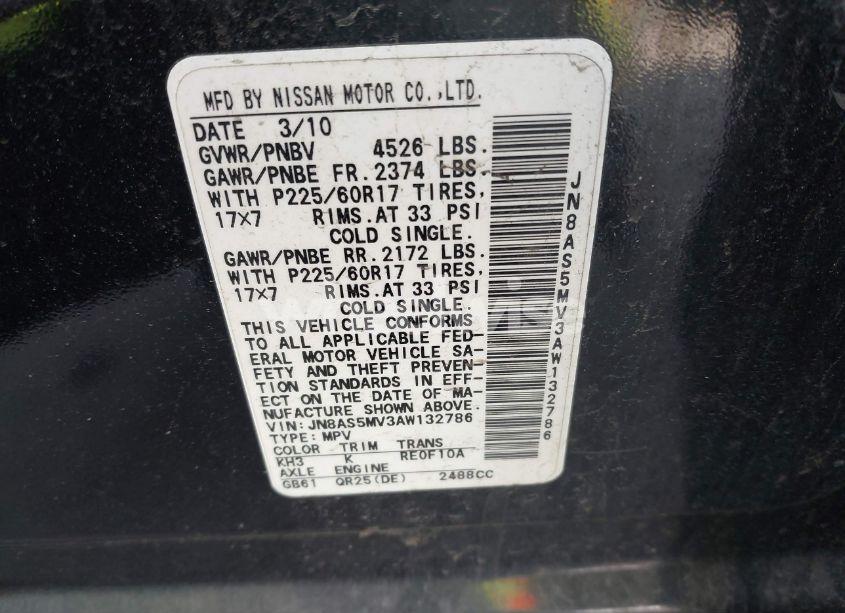 MFD BY NISSAN MOTOR CO.,LTD.
DATE 3/10
GVWR/PNBV 4526 LBS.
GAWR/PNBE FR.2374 LBS.
WITH P225/60R17 TIRES,
17X7 RIMS.AT 33 PSI
COLD SINGLE.
GAWR/PNBE RR.2172 LBS.
WITH P225/60R17 TIRES,
17X7 RIMS.AT 33 PSI
COLD SINGLE.
THIS VEHICLE CONFORMS
TO ALL APPLICABLE FED-
ERAL MOTOR VEHICLE SA-
FETY AND THEFT PREVEN-
TION STANDARDS IN EFF-
ECT ON THE DATE OF MA-
NUFACTURE SHOWN ABOVE.
VIN:JN8AS5MV3AW132786
TYPE:MPV
COLOR TRIM TRANS
KH3 K RE0F10A
AXLE ENGINE
GB61 QR25(DE) 2488CC
JN8AS5MV3AW132786